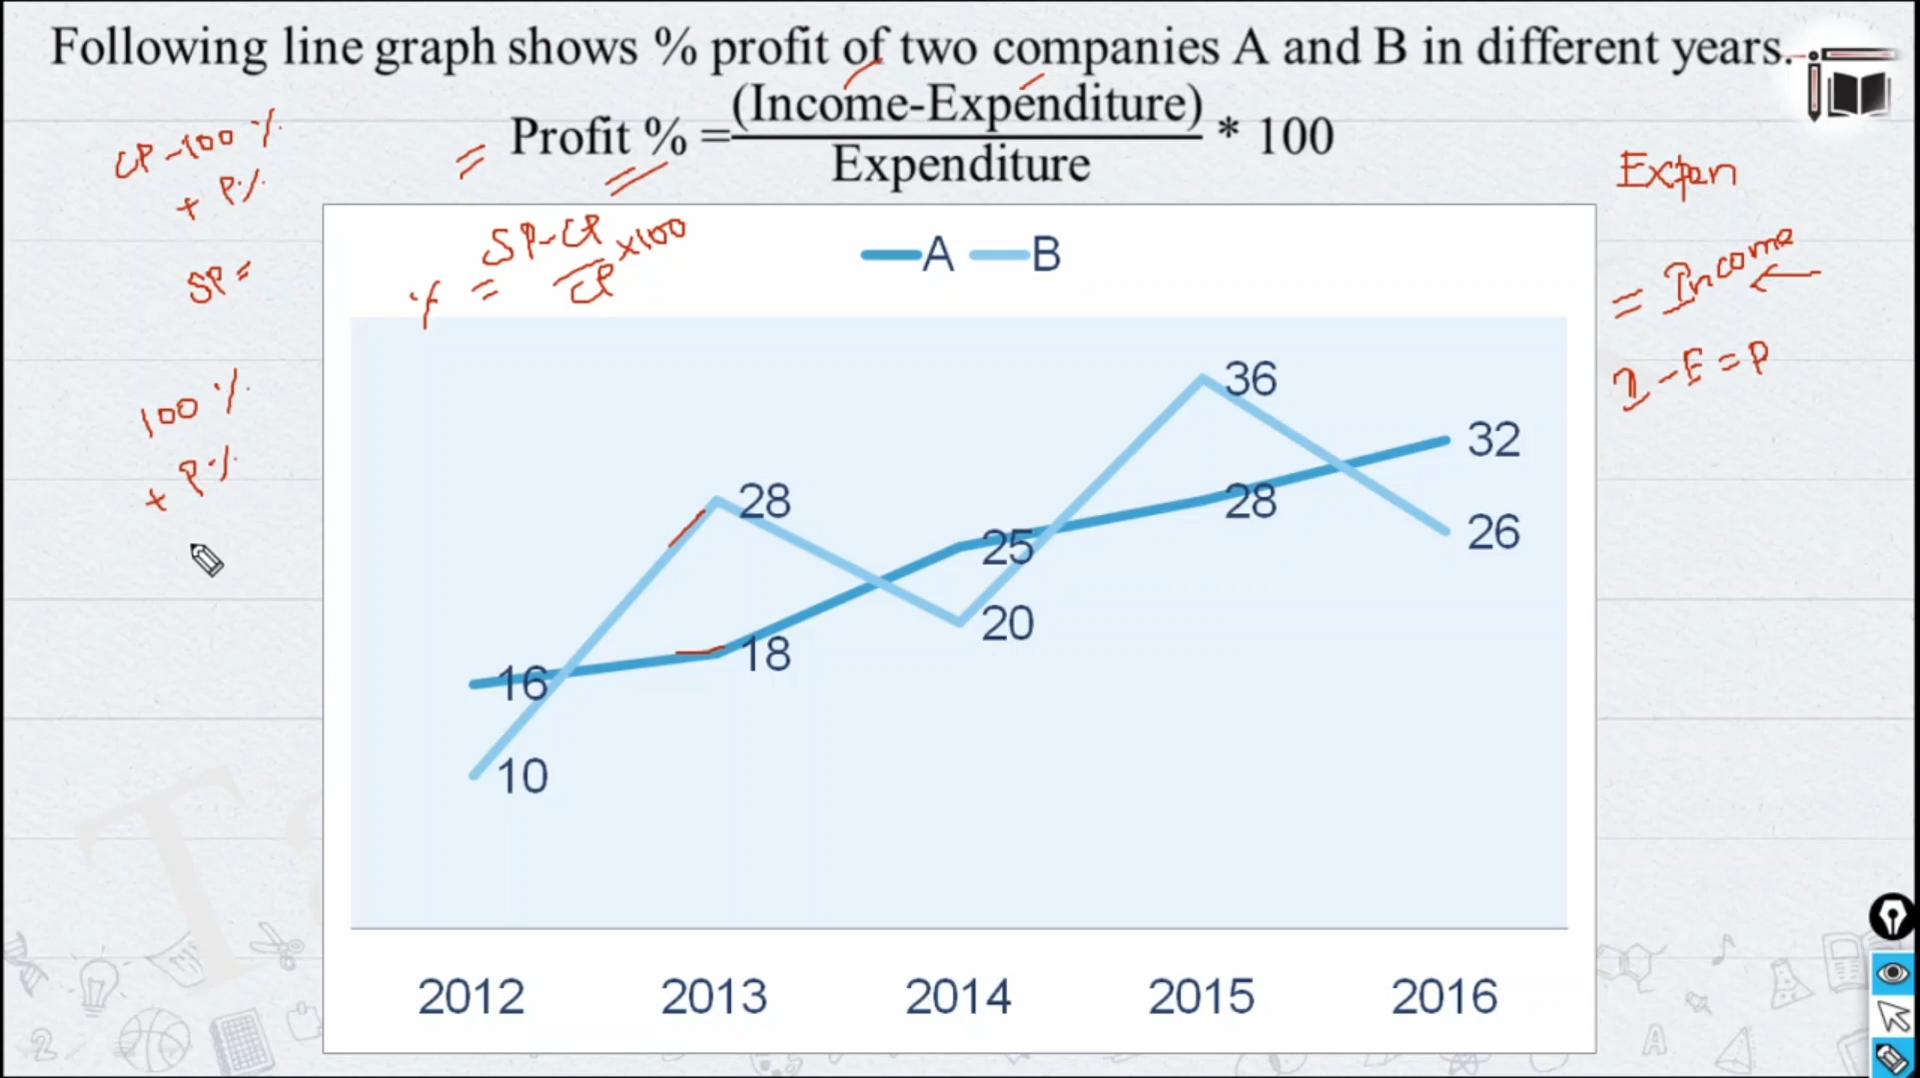 Following line graph shows % profit of two companies A and B in different years.
Profit % = (Income-Expenditure) / Expenditure * 100
CP - 100 %
+ P%
SP =
100 %
+ P%
% = SP-CP / CP × 100
Expen
= Income
I - E = P
A B
36
32
28
28
25
26
20
18
16
10
2012 2013 2014 2015 2016